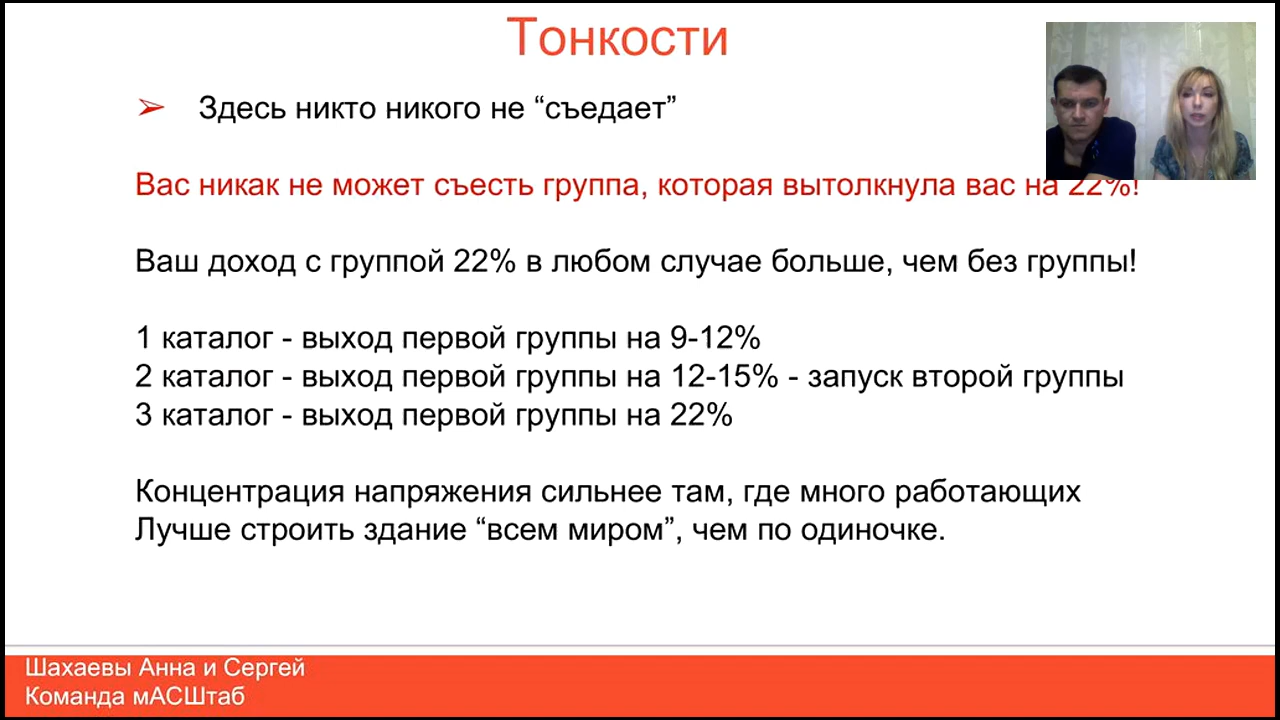 Тонкости
➢ Здесь никто никого не “съедает”
Вас никак не может съесть группа, которая вытолкнула вас на 22%!
Ваш доход с группой 22% в любом случае больше, чем без группы!
1 каталог - выход первой группы на 9-12%
2 каталог - выход первой группы на 12-15% - запуск второй группы
3 каталог - выход первой группы на 22%
Концентрация напряжения сильнее там, где много работающих
Лучше строить здание “всем миром”, чем по одиночке.
Шахаевы Анна и Сергей
Команда мАСШтаб